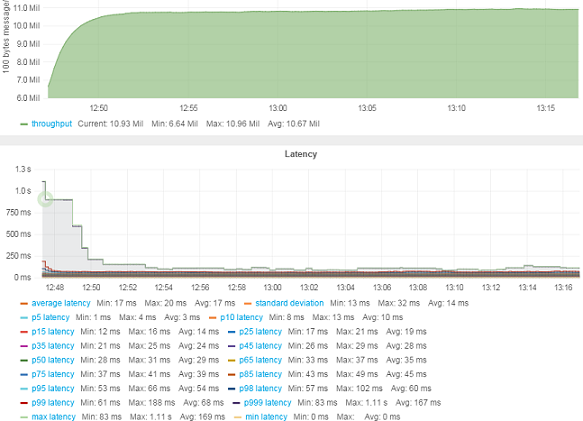 100 bytes message/
11.0 Mil
10.0 Mil
9.0 Mil
8.0 Mil
7.0 Mil
6.0 Mil
12:50 12:55 13:00 13:05 13:10 13:15
throughput Current: 10.93 Mil Min: 6.64 Mil Max: 10.96 Mil Avg: 10.67 Mil
Latency
1.3 s
1.0 s
750 ms
500 ms
250 ms
0 ms
12:48 12:50 12:52 12:54 12:56 12:58 13:00 13:02 13:04 13:06 13:08 13:10 13:12 13:14 13:16
average latency Min: 17 ms Max: 20 ms Avg: 17 ms standard deviation Min: 13 ms Max: 32 ms Avg: 14 ms
p5 latency Min: 1 ms Max: 4 ms Avg: 3 ms p10 latency Min: 8 ms Max: 13 ms Avg: 10 ms
p15 latency Min: 12 ms Max: 16 ms Avg: 14 ms p25 latency Min: 17 ms Max: 21 ms Avg: 19 ms
p35 latency Min: 21 ms Max: 25 ms Avg: 24 ms p45 latency Min: 26 ms Max: 29 ms Avg: 28 ms
p50 latency Min: 28 ms Max: 31 ms Avg: 29 ms p65 latency Min: 33 ms Max: 37 ms Avg: 35 ms
p75 latency Min: 37 ms Max: 41 ms Avg: 39 ms p85 latency Min: 43 ms Max: 49 ms Avg: 45 ms
p95 latency Min: 53 ms Max: 66 ms Avg: 54 ms p98 latency Min: 57 ms Max: 102 ms Avg: 60 ms
p99 latency Min: 61 ms Max: 188 ms Avg: 68 ms p999 latency Min: 83 ms Max: 1.11 s Avg: 167 ms
max latency Min: 83 ms Max: 1.11 s Avg: 169 ms min latency Min: 0 ms Max: Avg: 0 ms